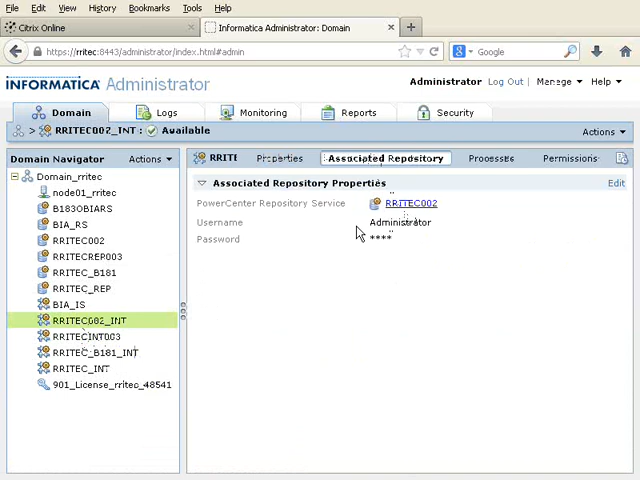 File Edit View History Bookmarks Tools Help
Citrix Online
Informatica Administrator: Domain
https://rritec:8443/administrator/index.html#admin
Google
INFORMATICA Administrator
Administrator Log Out Manage Help
Domain Logs Monitoring Reports Security
> RRITEC002_INT : Available
Actions
Domain Navigator Actions
RRITE Properties Associated Repository Processes Permissions
Domain_rritec
node01_rritec
B183OBIARS
BIA_RS
RRITEC002
RRITECREP003
RRITEC_B181
RRITEC_REP
BIA_IS
RRITEC002_INT
RRITECINT003
RRITEC_B181_INT
RRITEC_INT
901_License_rritec_48541
Associated Repository Properties Edit
PowerCenter Repository Service RRITEC002
Username Administrator
Password ****